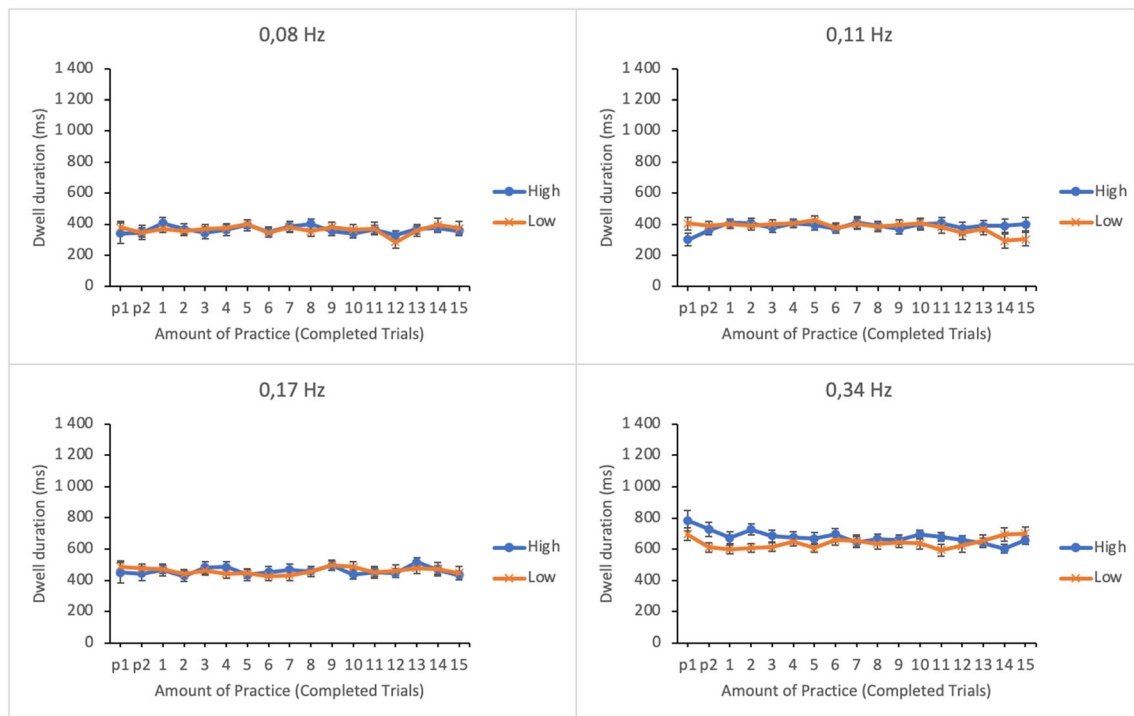 0,08 Hz
1 400
1 200
1 000
800
600
400
200
0
Dwell duration (ms)
p1 p2 1 2 3 4 5 6 7 8 9 10 11 12 13 14 15
Amount of Practice (Completed Trials)
High
Low
0,11 Hz
1 400
1 200
1 000
800
600
400
200
0
Dwell duration (ms)
p1 p2 1 2 3 4 5 6 7 8 9 10 11 12 13 14 15
Amount of Practice (Completed Trials)
High
Low
0,17 Hz
1 400
1 200
1 000
800
600
400
200
0
Dwell duration (ms)
p1 p2 1 2 3 4 5 6 7 8 9 10 11 12 13 14 15
Amount of Practice (Completed Trials)
High
Low
0,34 Hz
1 400
1 200
1 000
800
600
400
200
0
Dwell duration (ms)
p1 p2 1 2 3 4 5 6 7 8 9 10 11 12 13 14 15
Amount of Practice (Completed Trials)
High
Low